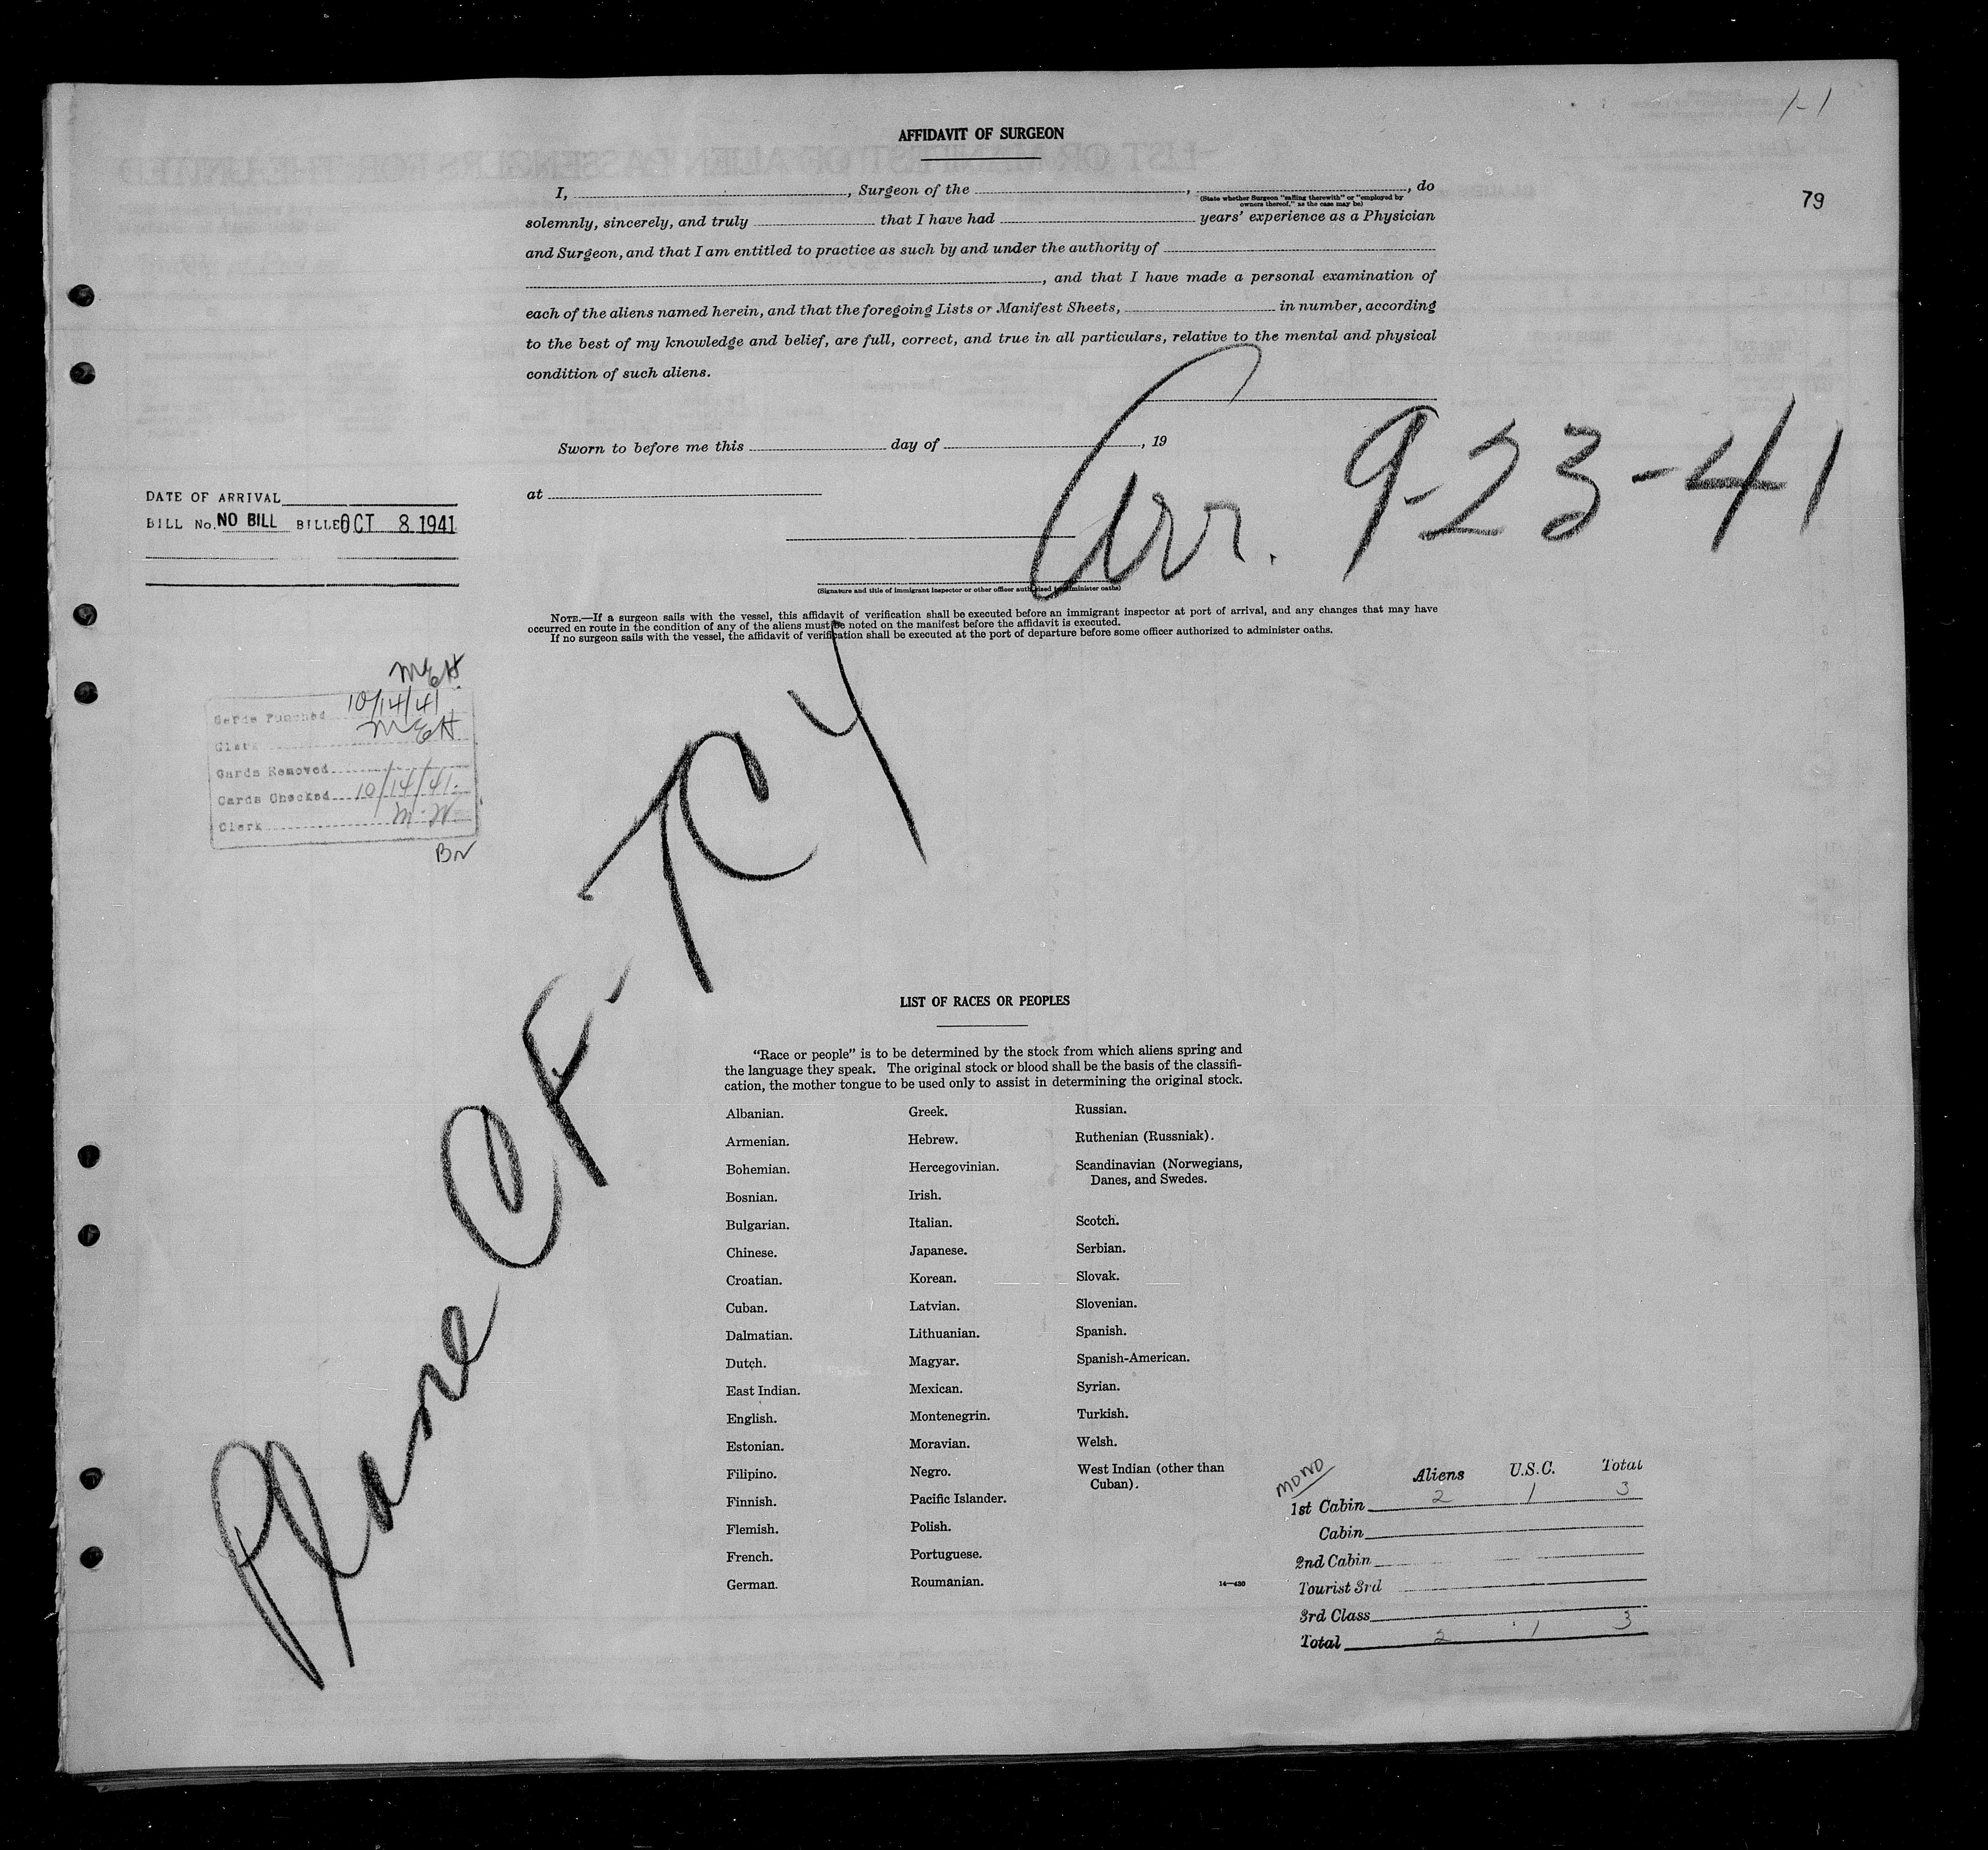 1-1
79
AFFIDAVIT OF SURGEON
I, , Surgeon of the , , do
(State whether Surgeon "sailing therewith" or "employed by owners thereof," as the case may be)
solemnly, sincerely, and truly that I have had years' experience as a Physician
and Surgeon, and that I am entitled to practice as such by and under the authority of
, and that I have made a personal examination of
each of the aliens named herein, and that the foregoing Lists or Manifest Sheets, in number, according
to the best of my knowledge and belief, are full, correct, and true in all particulars, relative to the mental and physical
condition of such aliens.
Sworn to before me this day of , 19
at
Arr. 9-23-41
DATE OF ARRIVAL
BILL No. NO BILL BILLED OCT 8 1941
(Signature and title of immigrant inspector or other officer authorized to administer oaths)
NOTE.—If a surgeon sails with the vessel, this affidavit of verification shall be executed before an immigrant inspector at port of arrival, and any changes that may have
occurred en route in the condition of any of the aliens must be noted on the manifest before the affidavit is executed.
If no surgeon sails with the vessel, the affidavit of verification shall be executed at the port of departure before some officer authorized to administer oaths.
MEH.
Cards Punched 10/14/41
Clerk MEH.
Cards Removed
Cards Checked 10/14/41
Clerk M.W.
BN
Plane CF-TCY
LIST OF RACES OR PEOPLES
"Race or people" is to be determined by the stock from which aliens spring and
the language they speak. The original stock or blood shall be the basis of the classifi-
cation, the mother tongue to be used only to assist in determining the original stock.
Albanian.
Armenian.
Bohemian.
Bosnian.
Bulgarian.
Chinese.
Croatian.
Cuban.
Dalmatian.
Dutch.
East Indian.
English.
Estonian.
Filipino.
Finnish.
Flemish.
French.
German.
Greek.
Hebrew.
Hercegovinian.
Irish.
Italian.
Japanese.
Korean.
Latvian.
Lithuanian.
Magyar.
Mexican.
Montenegrin.
Moravian.
Negro.
Pacific Islander.
Polish.
Portuguese.
Roumanian.
Russian.
Ruthenian (Russniak).
Scandinavian (Norwegians,
Danes, and Swedes.
Scotch.
Serbian.
Slovak.
Slovenian.
Spanish.
Spanish-American.
Syrian.
Turkish.
Welsh.
West Indian (other than
Cuban).
14—430
MOWD
Aliens U.S.C. Total
1st Cabin 2 1 3
Cabin
2nd Cabin
Tourist 3rd
3rd Class
Total 2 1 3